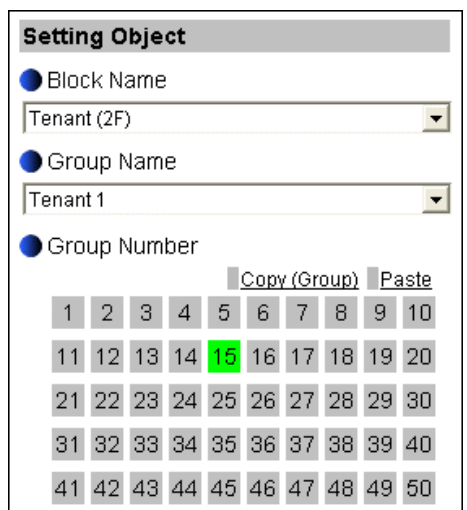 Setting Object
Block Name
Tenant (2F)
Group Name
Tenant 1
Group Number
Copy (Group) Paste
1 2 3 4 5 6 7 8 9 10
11 12 13 14 15 16 17 18 19 20
21 22 23 24 25 26 27 28 29 30
31 32 33 34 35 36 37 38 39 40
41 42 43 44 45 46 47 48 49 50